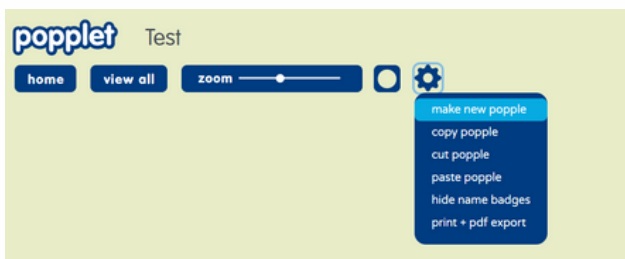 popplet Test
home view all zoom
make new popple
copy popple
cut popple
paste popple
hide name badges
print + pdf export